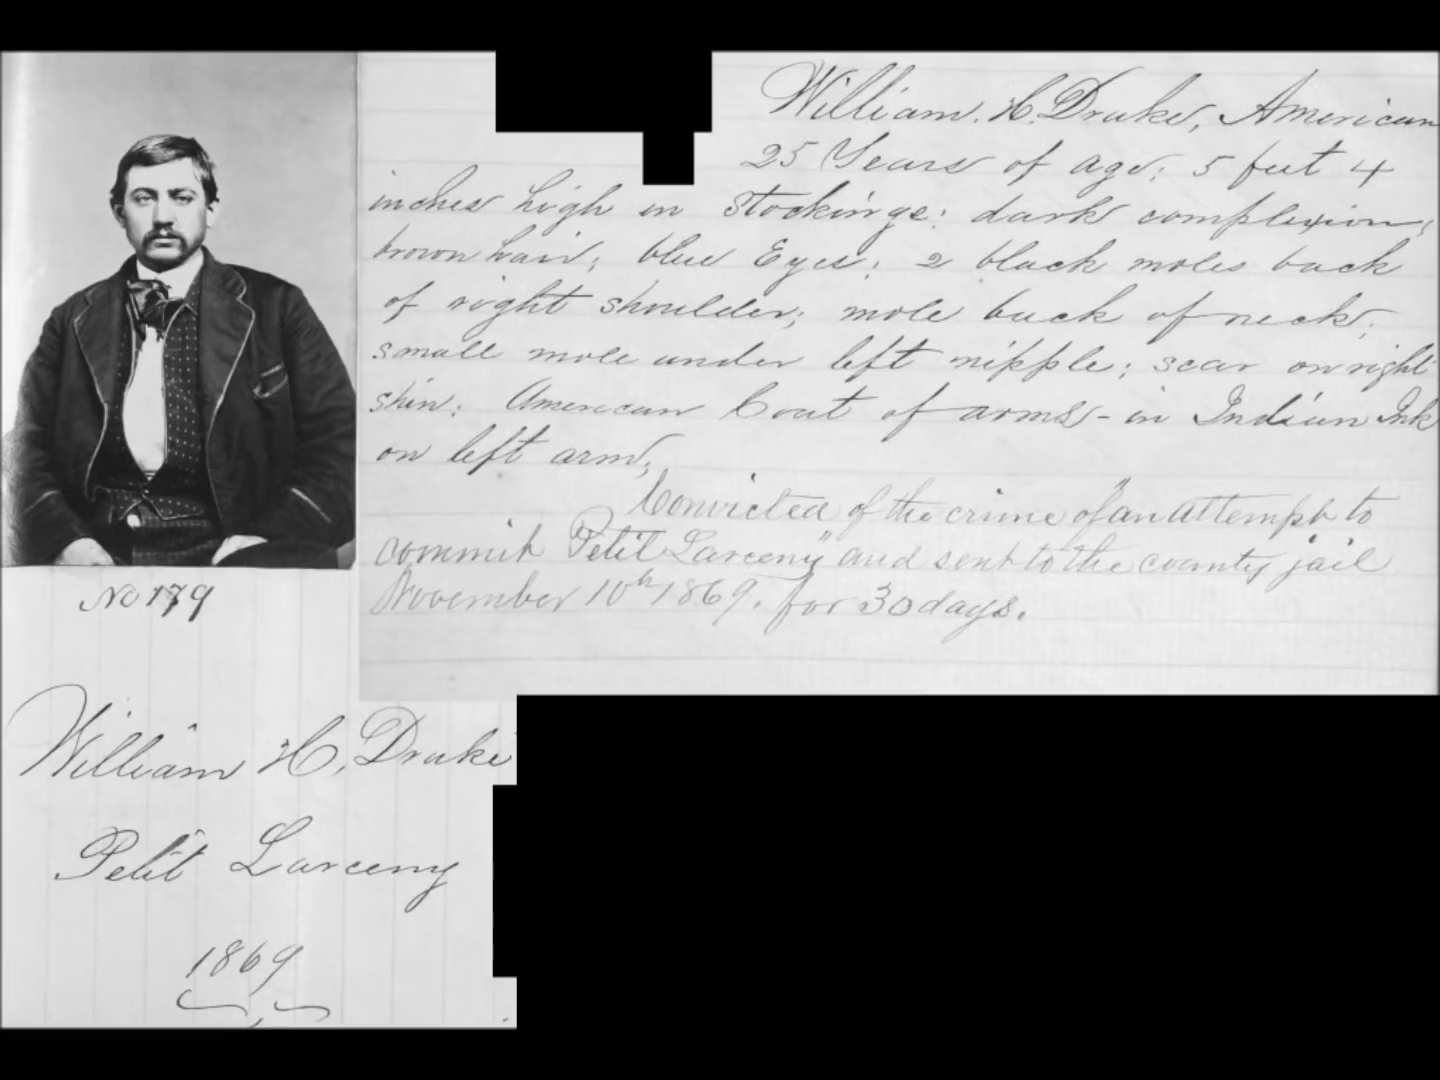 William. H. Drake, American
25 Years of age; 5 feet 4
inches high in Stockings; dark complexion;
brown hair; blue Eyes; 2 black moles back
of right shoulder; mole back of neck;
small mole under left nipple; scar on right
shin; American Coat of arms - in Indian Ink
on left arm;
Convicted of the crime of "an attempt to
commit Petit Larceny" and sent to the county jail
November 10th 1869. for 30 days.
No 179
William H. Drake
Petit Larceny
1869